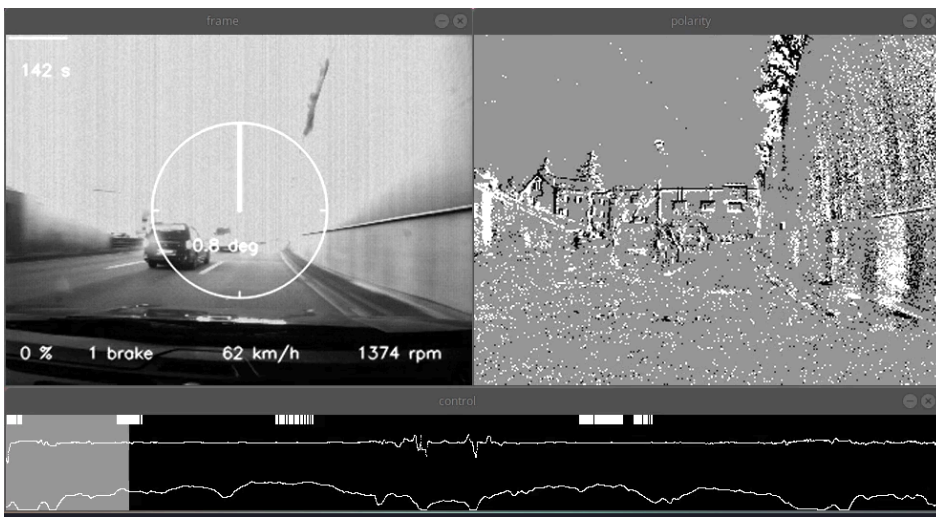 frame
polarity
142 s
0.8 deg
0 % 1 brake 62 km/h 1374 rpm
control